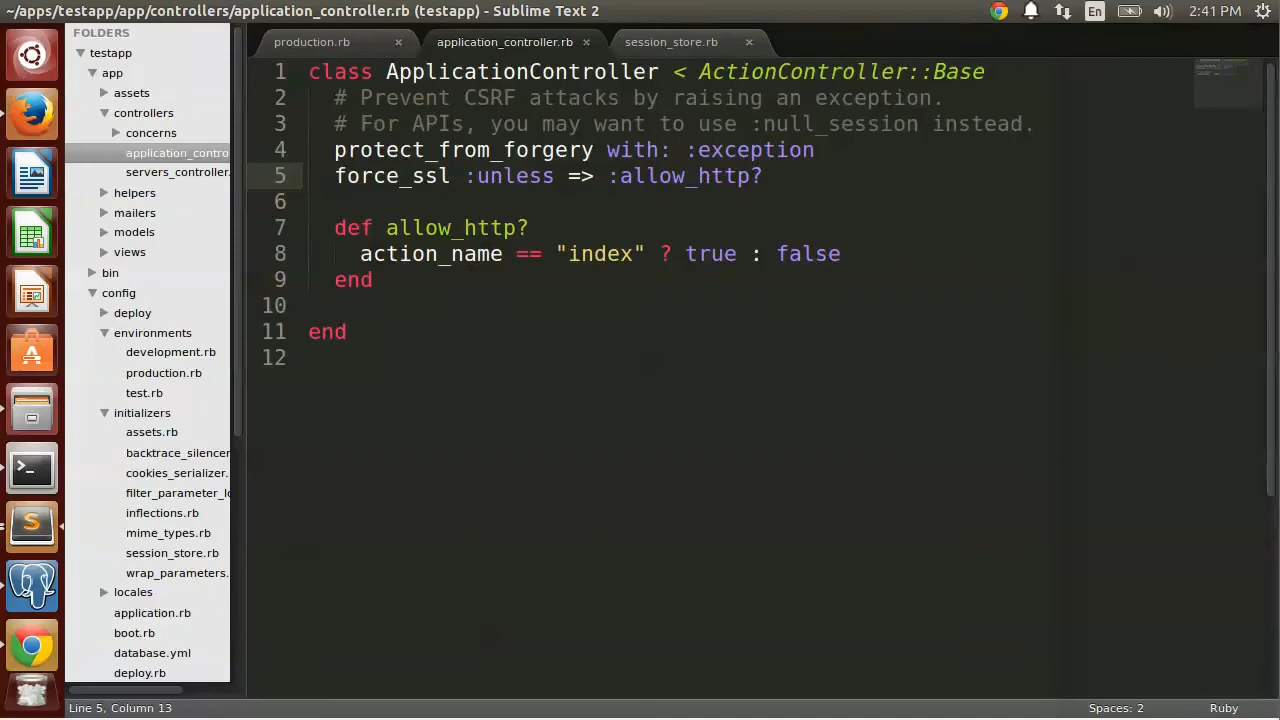 ~/apps/testapp/app/controllers/application_controller.rb (testapp) - Sublime Text 2
En
2:41 PM
FOLDERS
testapp
app
assets
controllers
concerns
application_contro
servers_controller.
helpers
mailers
models
views
bin
config
deploy
environments
development.rb
production.rb
test.rb
initializers
assets.rb
backtrace_silencer
cookies_serializer.
filter_parameter_lo
inflections.rb
mime_types.rb
session_store.rb
wrap_parameters.
locales
application.rb
boot.rb
database.yml
deploy.rb
production.rb × application_controller.rb × session_store.rb ×
1 class ApplicationController < ActionController::Base
2 # Prevent CSRF attacks by raising an exception.
3 # For APIs, you may want to use :null_session instead.
4 protect_from_forgery with: :exception
5 force_ssl :unless => :allow_http?
6
7 def allow_http?
8 action_name == "index" ? true : false
9 end
10
11 end
12
Line 5, Column 13
Spaces: 2
Ruby